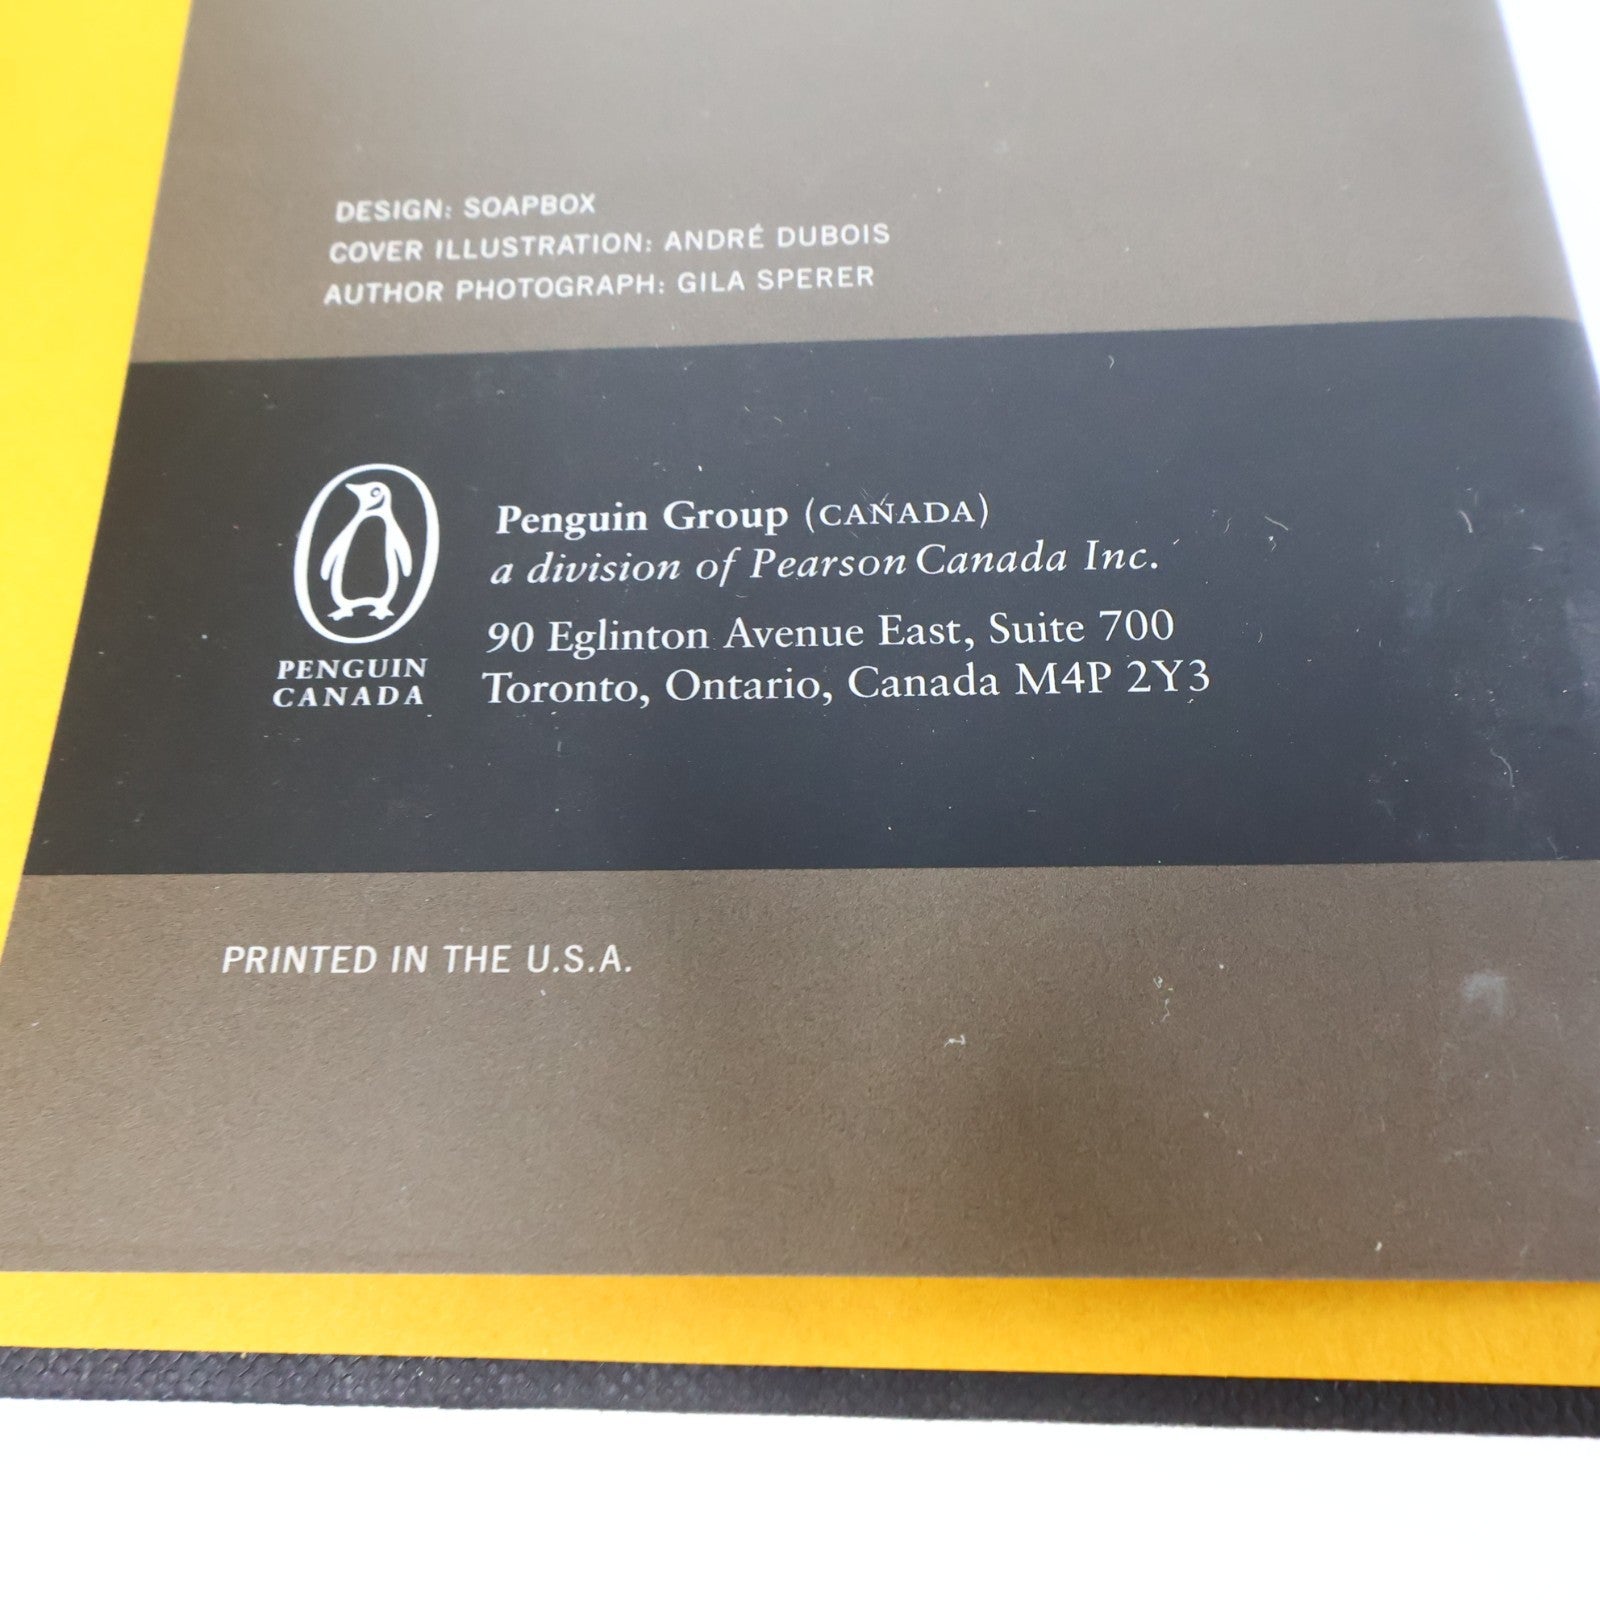 DESIGN: SOAPBOX
COVER ILLUSTRATION: ANDRÉ DUBOIS
AUTHOR PHOTOGRAPH: GILA SPERER
PENGUIN
CANADA
Penguin Group (CANADA)
a division of Pearson Canada Inc.
90 Eglinton Avenue East, Suite 700
Toronto, Ontario, Canada M4P 2Y3
PRINTED IN THE U.S.A.